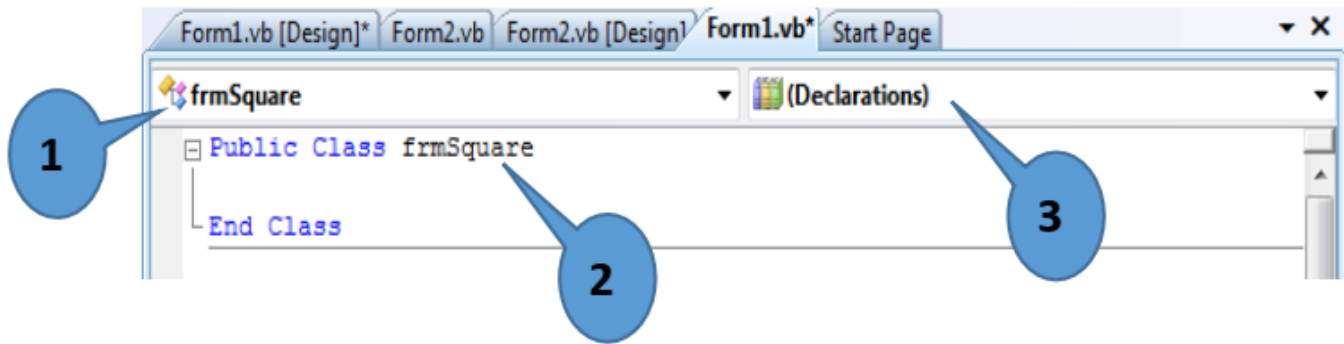 Form1.vb [Design]* Form2.vb Form2.vb [Design] Form1.vb* Start Page
frmSquare (Declarations)
1
Public Class frmSquare
End Class
2
3